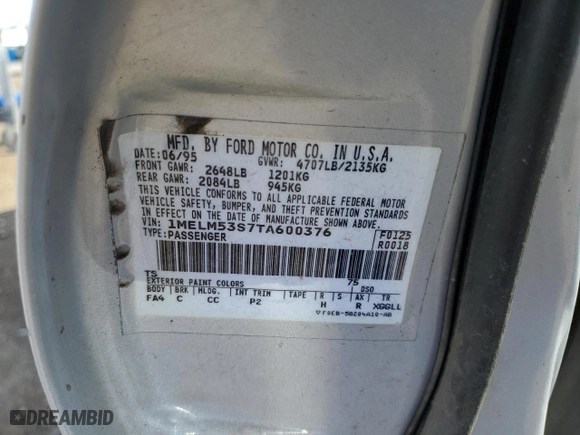 MFD. BY FORD MOTOR CO. IN U.S.A.
DATE: 06/95 GVWR: 4707LB/2135KG
FRONT GAWR: 2648LB 1201KG
REAR GAWR: 2084LB 945KG
THIS VEHICLE CONFORMS TO ALL APPLICABLE FEDERAL MOTOR
VEHICLE SAFETY, BUMPER, AND THEFT PREVENTION STANDARDS
IN EFFECT ON THE DATE OF MANUFACTURE SHOWN ABOVE.
VIN: 1MELM53S7TA600376 F0125
TYPE: PASSENGER R0018
TS 75
EXTERIOR PAINT COLORS DSO
BODY BRK MLDG. INT TRIM TAPE R S AX TR
FA4 C CC P2 H R XGGLL
DREAMBID